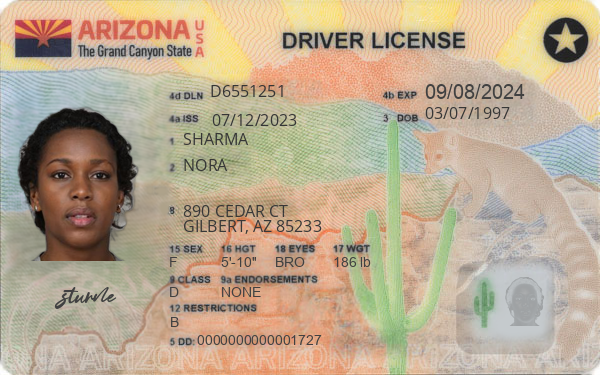 ARIZONA USA
The Grand Canyon State
DRIVER LICENSE
4d DLN D6551251
4b EXP 09/08/2024
4a ISS 07/12/2023
3 DOB 03/07/1997
1 SHARMA
2 NORA
8 890 CEDAR CT
GILBERT, AZ 85233
15 SEX 16 HGT 18 EYES 17 WGT
F 5'-10" BRO 186 lb
9 CLASS 9a ENDORSEMENTS
D NONE
12 RESTRICTIONS
B
5 DD: 0000000000001727
ARIZONA ARIZONA ARIZONA ARIZONA